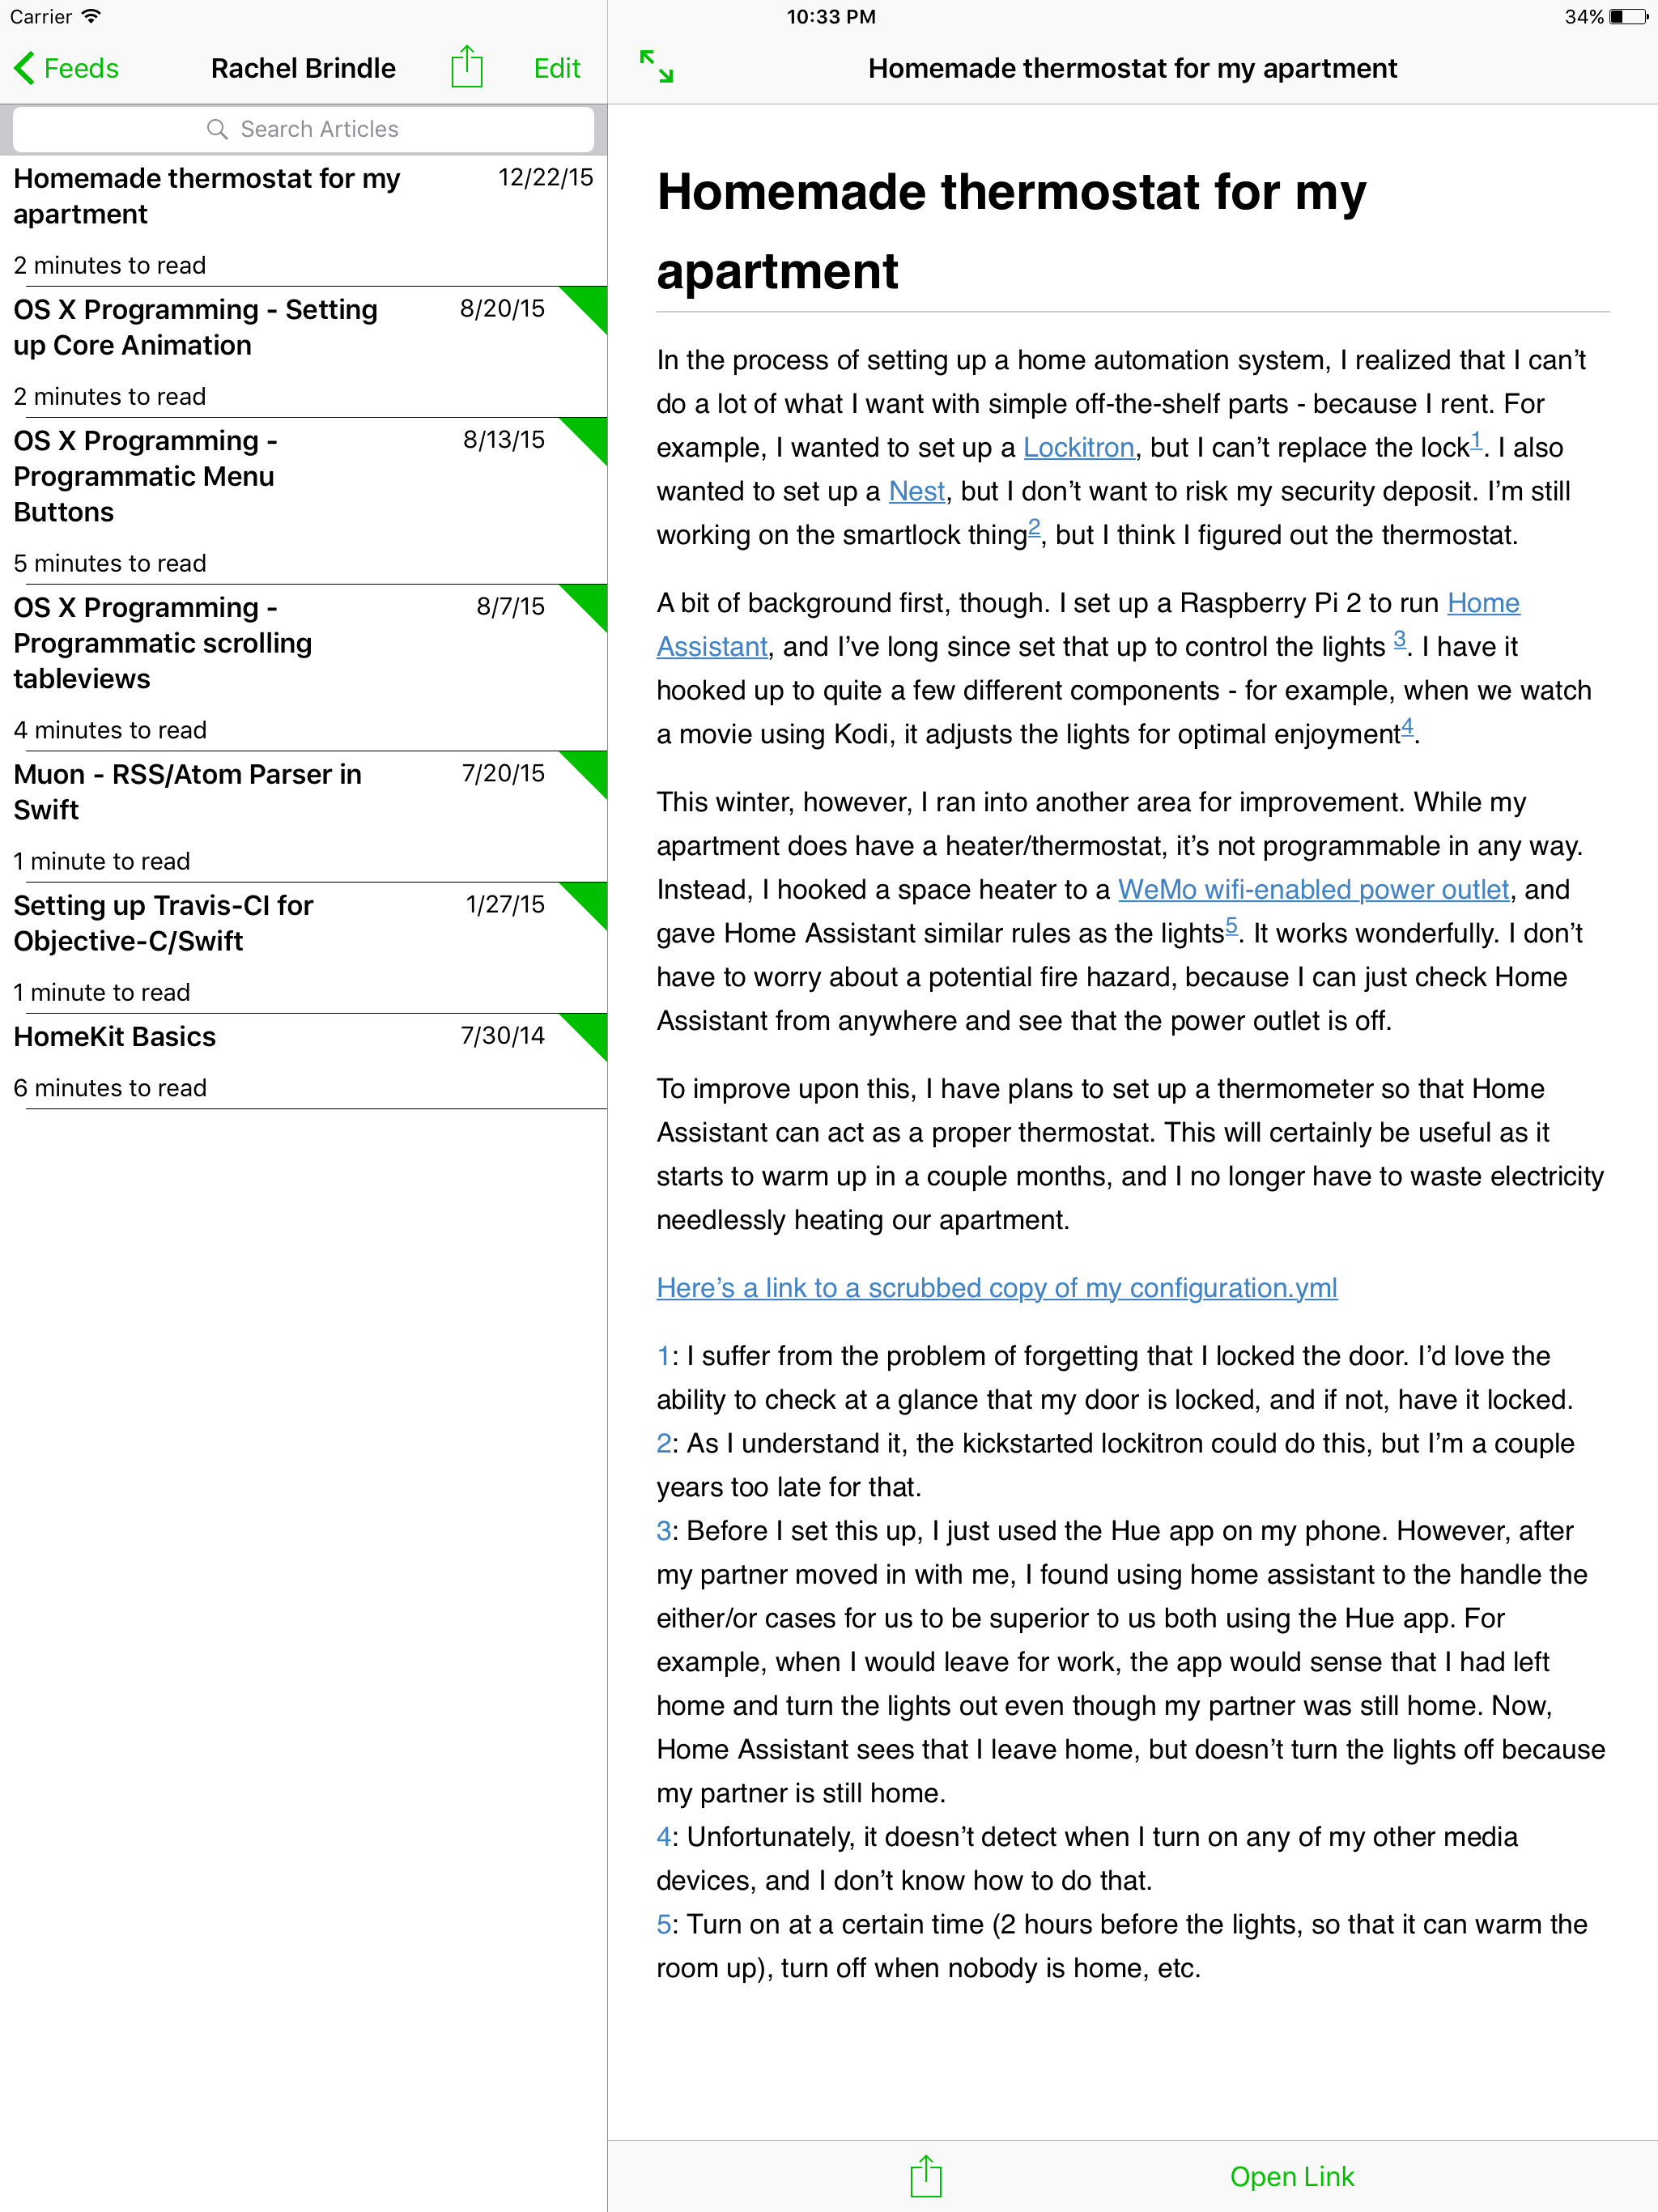 Carrier
10:33 PM
34%
Feeds
Rachel Brindle
Edit
Homemade thermostat for my apartment
Search Articles
Homemade thermostat for my
apartment
12/22/15
2 minutes to read
OS X Programming - Setting
up Core Animation
8/20/15
2 minutes to read
OS X Programming -
Programmatic Menu
Buttons
8/13/15
5 minutes to read
OS X Programming -
Programmatic scrolling
tableviews
8/7/15
4 minutes to read
Muon - RSS/Atom Parser in
Swift
7/20/15
1 minute to read
Setting up Travis-CI for
Objective-C/Swift
1/27/15
1 minute to read
HomeKit Basics
7/30/14
6 minutes to read
Homemade thermostat for my
apartment
In the process of setting up a home automation system, I realized that I can’t
do a lot of what I want with simple off-the-shelf parts - because I rent. For
example, I wanted to set up a Lockitron, but I can’t replace the lock1. I also
wanted to set up a Nest, but I don’t want to risk my security deposit. I’m still
working on the smartlock thing2, but I think I figured out the thermostat.
A bit of background first, though. I set up a Raspberry Pi 2 to run Home
Assistant, and I’ve long since set that up to control the lights 3. I have it
hooked up to quite a few different components - for example, when we watch
a movie using Kodi, it adjusts the lights for optimal enjoyment4.
This winter, however, I ran into another area for improvement. While my
apartment does have a heater/thermostat, it’s not programmable in any way.
Instead, I hooked a space heater to a WeMo wifi-enabled power outlet, and
gave Home Assistant similar rules as the lights5. It works wonderfully. I don’t
have to worry about a potential fire hazard, because I can just check Home
Assistant from anywhere and see that the power outlet is off.
To improve upon this, I have plans to set up a thermometer so that Home
Assistant can act as a proper thermostat. This will certainly be useful as it
starts to warm up in a couple months, and I no longer have to waste electricity
needlessly heating our apartment.
Here’s a link to a scrubbed copy of my configuration.yml
1: I suffer from the problem of forgetting that I locked the door. I’d love the
ability to check at a glance that my door is locked, and if not, have it locked.
2: As I understand it, the kickstarted lockitron could do this, but I’m a couple
years too late for that.
3: Before I set this up, I just used the Hue app on my phone. However, after
my partner moved in with me, I found using home assistant to the handle the
either/or cases for us to be superior to us both using the Hue app. For
example, when I would leave for work, the app would sense that I had left
home and turn the lights out even though my partner was still home. Now,
Home Assistant sees that I leave home, but doesn’t turn the lights off because
my partner is still home.
4: Unfortunately, it doesn’t detect when I turn on any of my other media
devices, and I don’t know how to do that.
5: Turn on at a certain time (2 hours before the lights, so that it can warm the
room up), turn off when nobody is home, etc.
Open Link